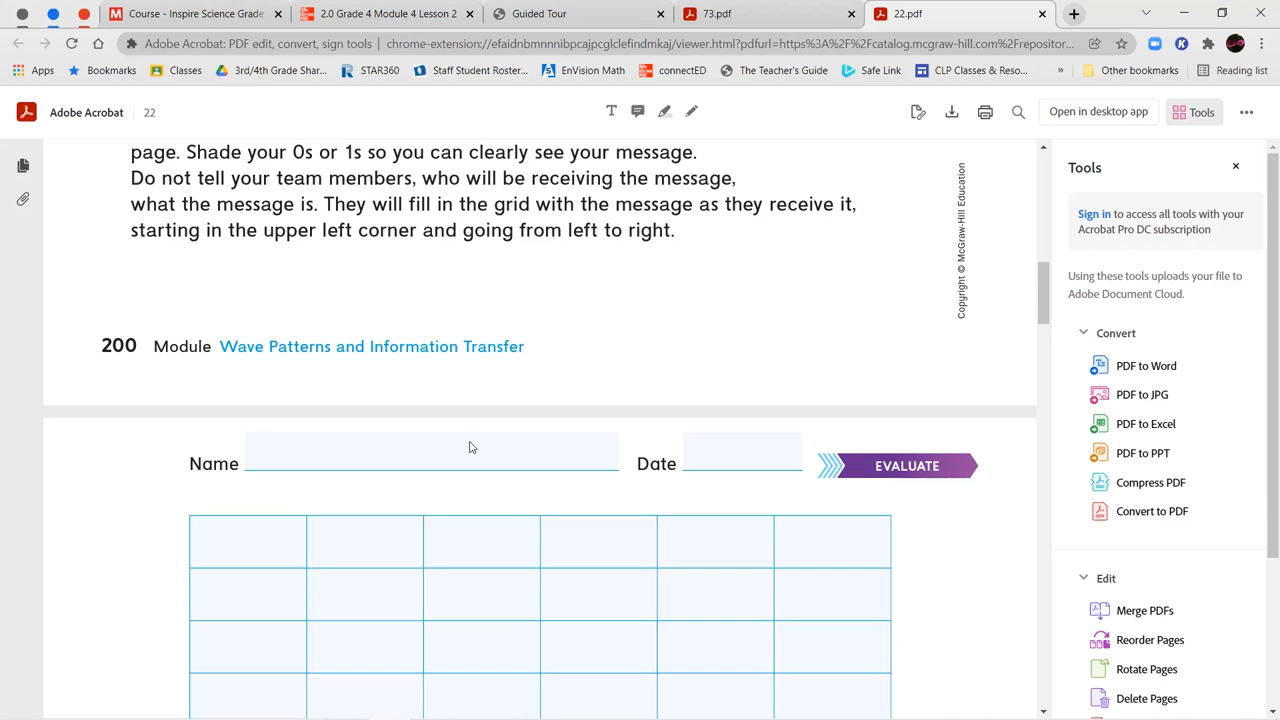 Course - Inspire Science Grade
2.0 Grade 4 Module 4 Lesson 2
Guided Tour
73.pdf
22.pdf
Adobe Acrobat: PDF edit, convert, sign tools | chrome-extension://efaidnbmnnnibpcajpcglclefindmkaj/viewer.html?pdfurl=https%3A%2F%2Fcatalog.mcgraw-hill.com%2Frepositor...
Apps
Bookmarks
Classes
3rd/4th Grade Shar...
STAR360
Staff Student Roster...
EnVision Math
connectED
The Teacher's Guide
Safe Link
CLP Classes & Reso...
»
Other bookmarks
Reading list
Adobe Acrobat 22
Open in desktop app
Tools
page. Shade your 0s or 1s so you can clearly see your message.
Do not tell your team members, who will be receiving the message,
what the message is. They will fill in the grid with the message as they receive it,
starting in the upper left corner and going from left to right.
Copyright © McGraw-Hill Education
200 Module Wave Patterns and Information Transfer
Name
Date
EVALUATE
Tools
Sign in to access all tools with your
Acrobat Pro DC subscription
Using these tools uploads your file to
Adobe Document Cloud.
Convert
PDF to Word
PDF to JPG
PDF to Excel
PDF to PPT
Compress PDF
Convert to PDF
Edit
Merge PDFs
Reorder Pages
Rotate Pages
Delete Pages